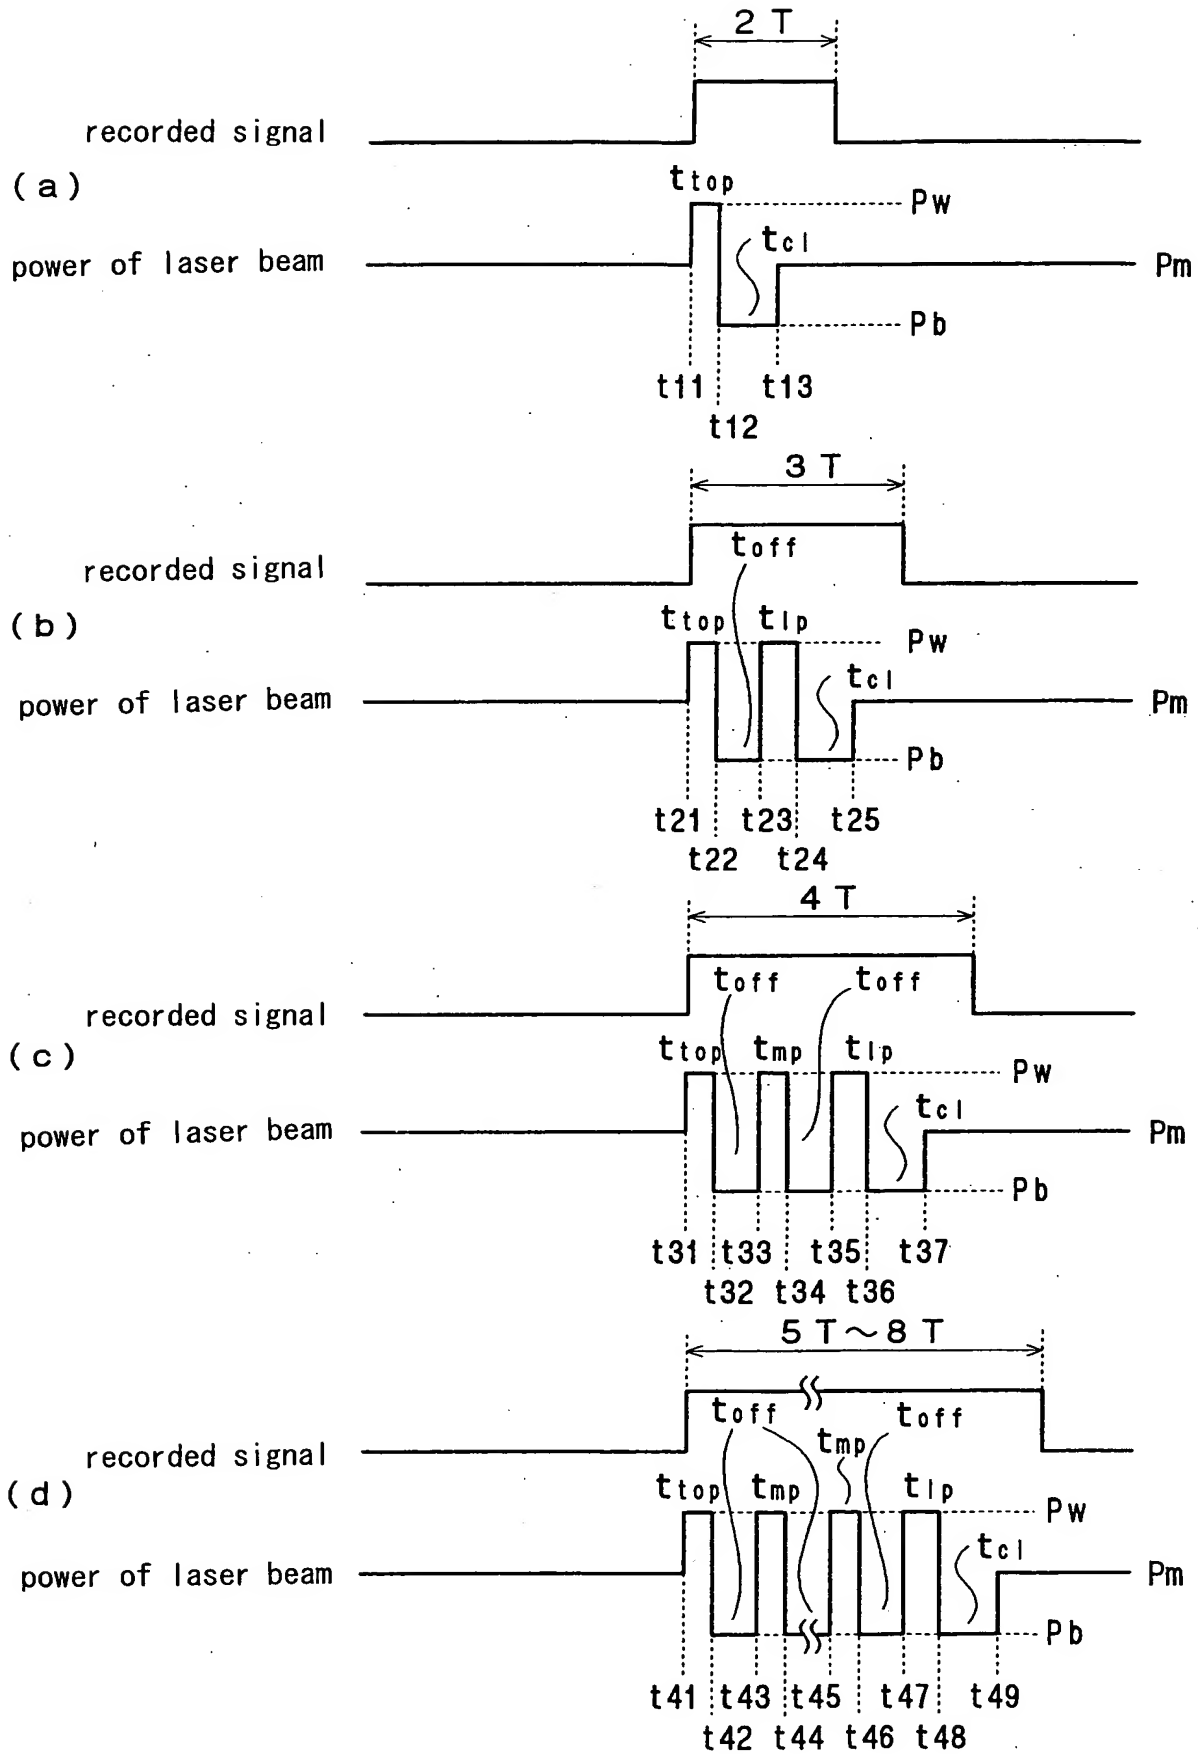 2 T
recorded signal
(a)
ttop
Pw
tcl
power of laser beam
Pm
Pb
t11 t13
t12
3 T
toff
recorded signal
(b)
ttop tlp
Pw
tcl
power of laser beam
Pm
Pb
t21 t23 t25
t22 t24
4 T
toff toff
recorded signal
(c)
ttop tmp tlp
Pw
tcl
power of laser beam
Pm
Pb
t31 t33 t35 t37
t32 t34 t36
5 T～8 T
toff toff
tmp
recorded signal
(d)
ttop tmp tlp
Pw
tcl
power of laser beam
Pm
Pb
t41 t43 t45 t47 t49
t42 t44 t46 t48